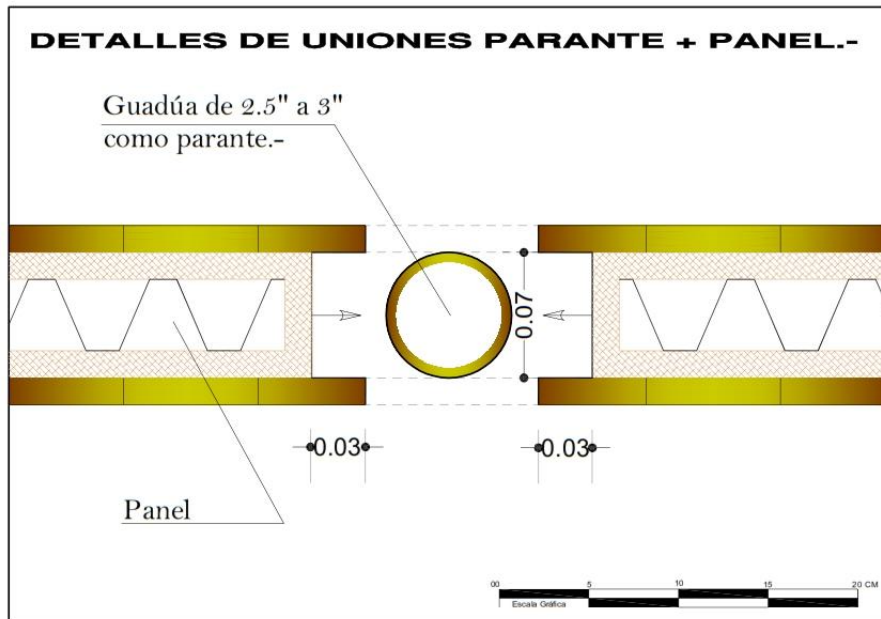 DETALLES DE UNIONES PARANTE + PANEL.-
Guadúa de 2.5" a 3"
como parante.-
0.07
0.03
0.03
Panel
00 5 10 15 20 CM
Escala Gráfica